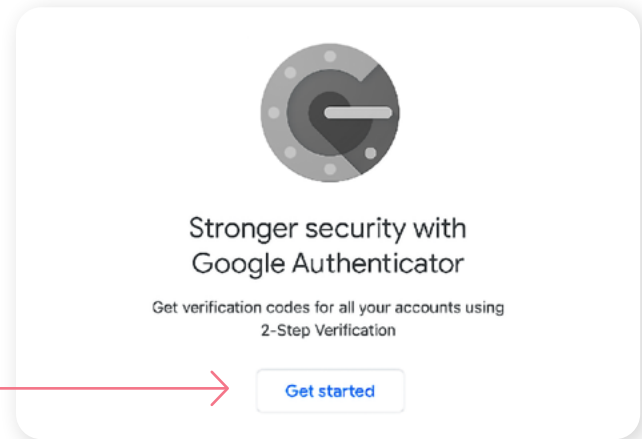 Stronger security with
Google Authenticator
Get verification codes for all your accounts using
2-Step Verification
Get started